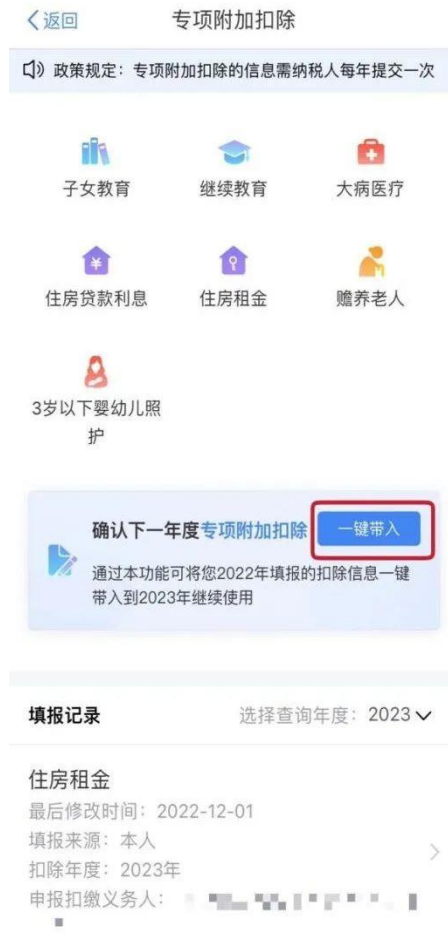 返回
专项附加扣除
政策规定：专项附加扣除的信息需纳税人每年提交一次
子女教育
继续教育
大病医疗
住房贷款利息
住房租金
赡养老人
3岁以下婴幼儿照
护
确认下一年度专项附加扣除
一键带入
通过本功能可将您2022年填报的扣除信息一键
带入到2023年继续使用
填报记录
选择查询年度：2023
住房租金
最后修改时间：2022-12-01
填报来源：本人
扣除年度：2023年
申报扣缴义务人：